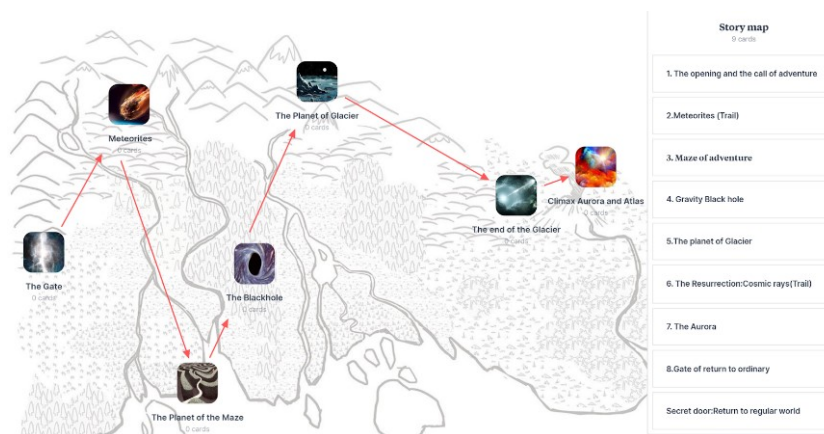 Story map
9 cards
1. The opening and the call of adventure
2.Meteorites (Trail)
3. Maze of adventure
4. Gravity Black hole
5.The planet of Glacier
6. The Resurrection:Cosmic rays(Trail)
7. The Aurora
8.Gate of return to ordinary
Secret door:Return to regular world
The Planet of Glacier
0 cards
Meteorites
0 cards
Climax Aurora and Atlas
0 cards
The end of the Glacier
0 cards
The Gate
0 cards
The Blackhole
0 cards
The Planet of the Maze
0 cards